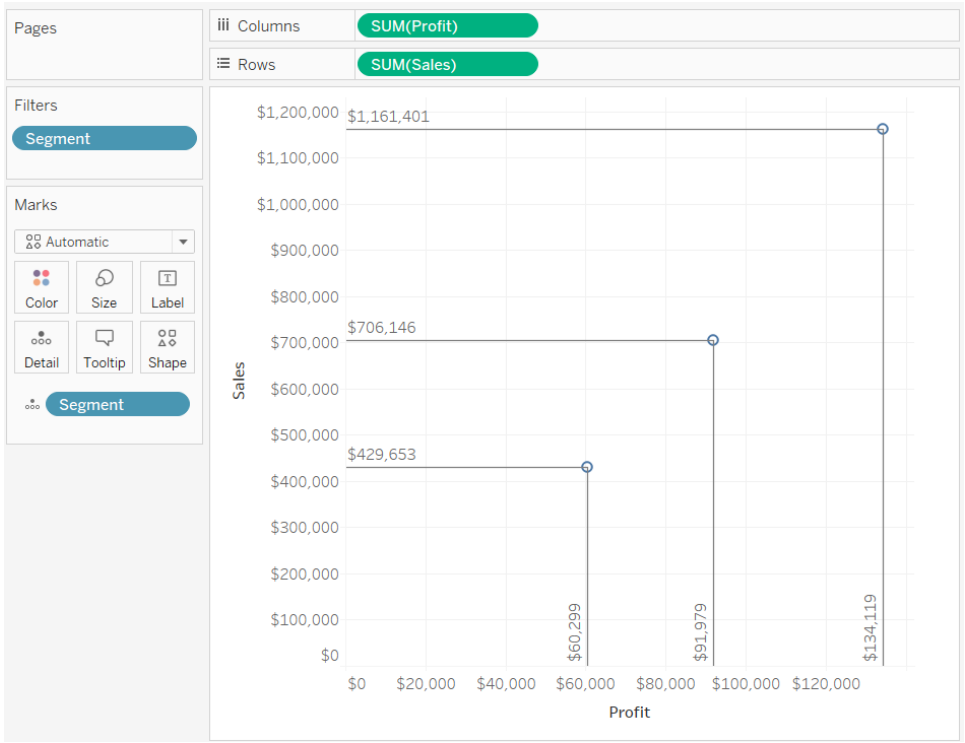 Pages
Columns
SUM(Profit)
Rows
SUM(Sales)
Filters
Segment
Marks
Automatic
Color
Size
T
Label
Detail
Tooltip
Shape
Segment
$1,200,000
$1,161,401
$1,100,000
$1,000,000
$900,000
$800,000
$706,146
$700,000
$600,000
$500,000
$429,653
$400,000
$300,000
$200,000
$100,000
$0
Sales
$60,299
$91,979
$134,119
$0 $20,000 $40,000 $60,000 $80,000 $100,000 $120,000
Profit